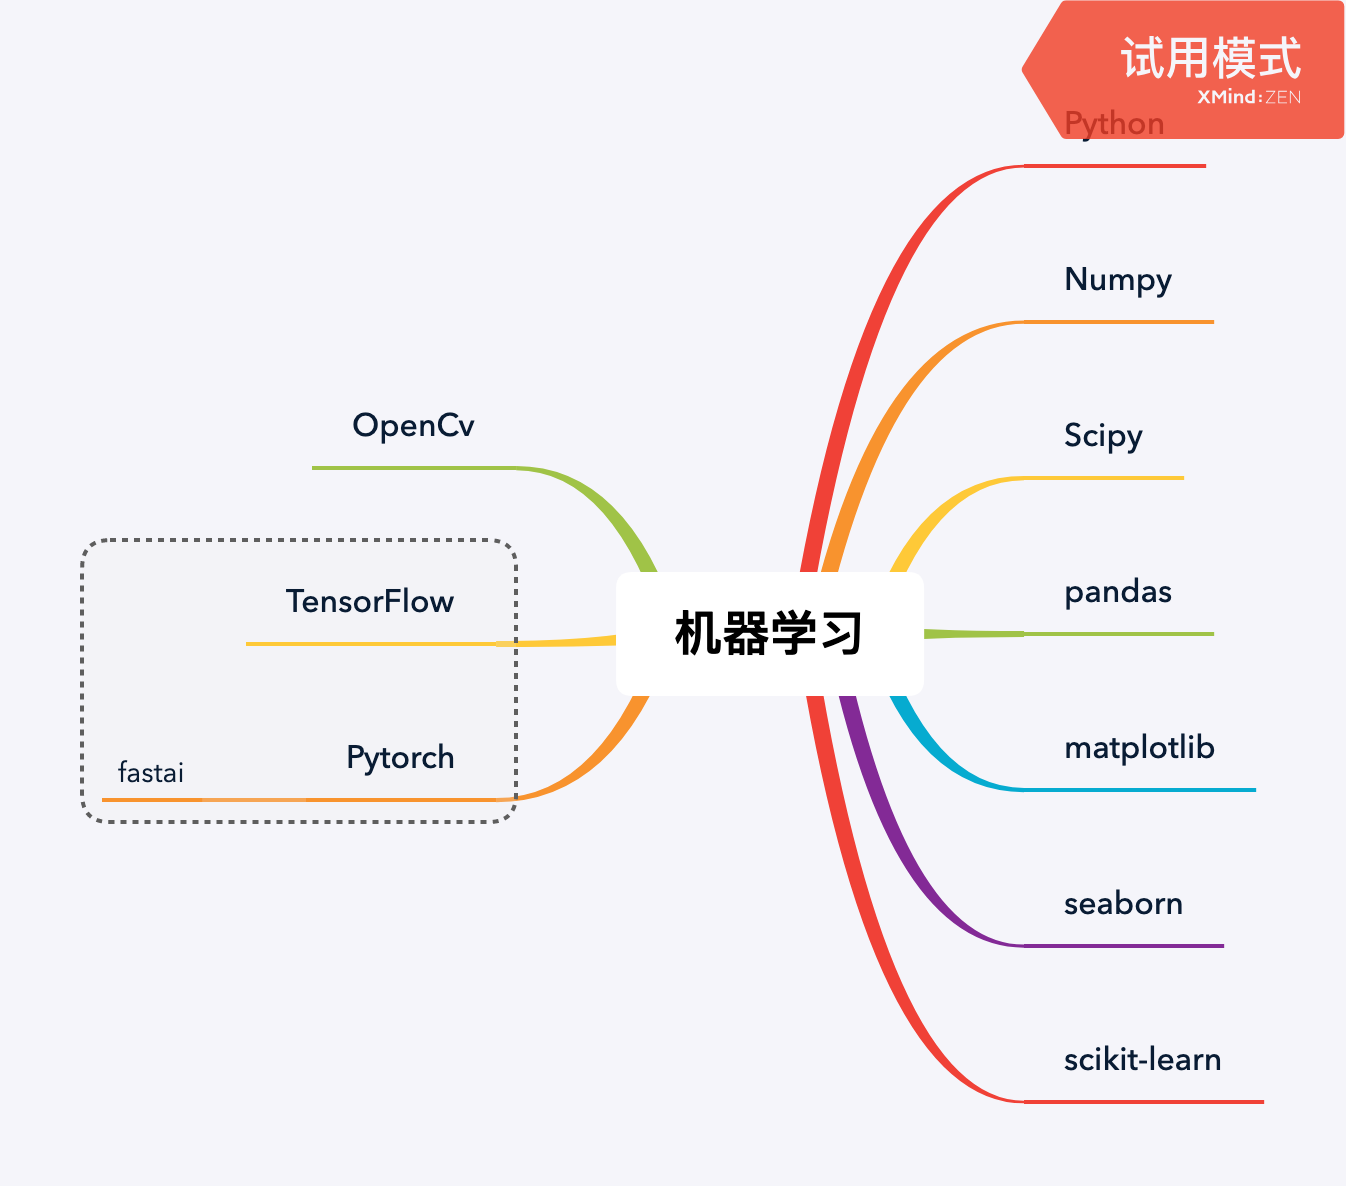 试用模式
XMind:ZEN
Python
Numpy
Scipy
pandas
matplotlib
seaborn
scikit-learn
机器学习
OpenCv
TensorFlow
Pytorch
fastai